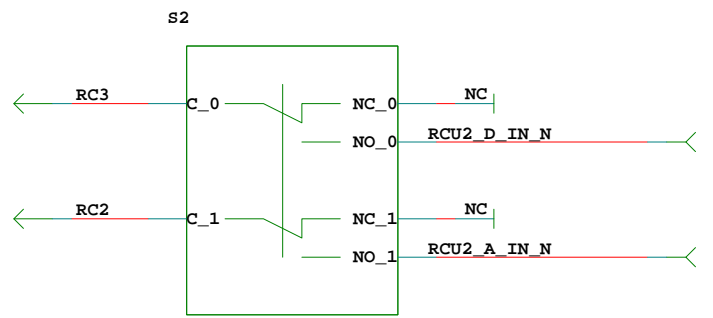 S2
RC3
C_0
NC_0
NC
NO_0
RCU2_D_IN_N
RC2
C_1
NC_1
NC
NO_1
RCU2_A_IN_N